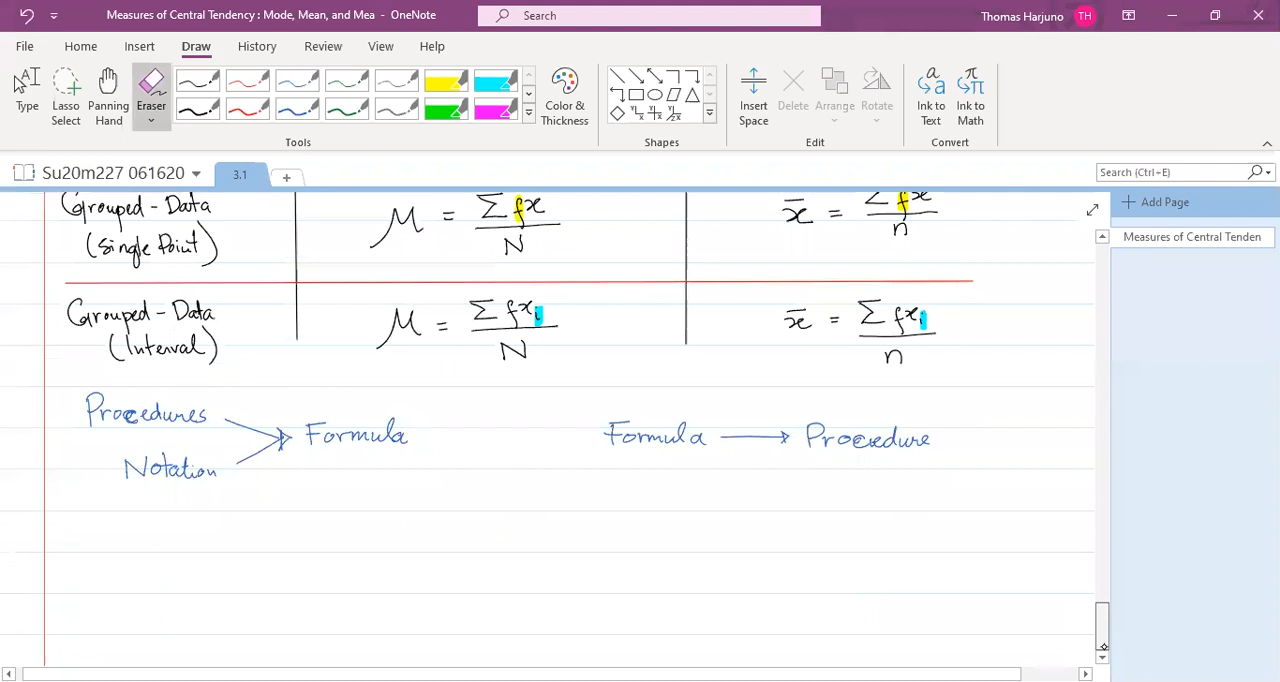 Measures of Central Tendency : Mode, Mean, and Mea - OneNote
Search
Thomas Harjuno TH
File Home Insert Draw History Review View Help
Type
Lasso Select
Panning Hand
Eraser
Color & Thickness
Insert Space
Delete
Arrange
Rotate
Ink to Text
Ink to Math
Tools
Shapes
Edit
Convert
Su20m227 061620
3.1
Search (Ctrl+E)
Add Page
Measures of Central Tenden
Grouped - Data
(Single Point)
μ = Σfx / N
x̄ = Σfx / n
Grouped - Data
(Interval)
μ = Σfxᵢ / N
x̄ = Σfxᵢ / n
Procedures
Notation
Formula
Formula → Procedure